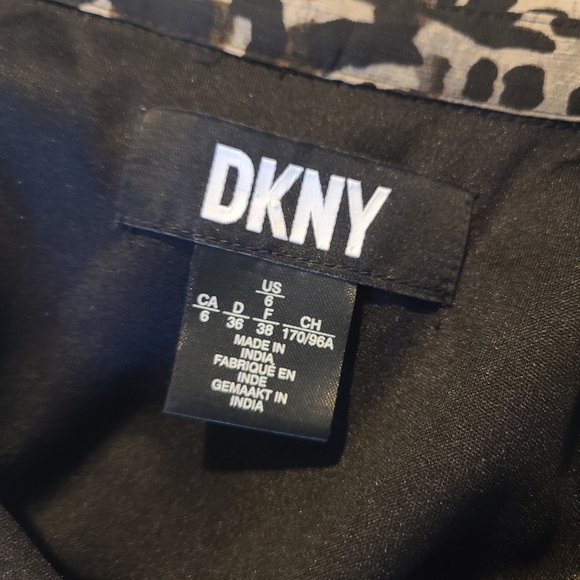 DKNY
US
6
CA D F CH
6 36 38 170/96A
MADE IN
INDIA
FABRIQUÉ EN
INDE
GEMAAKT IN
INDIA